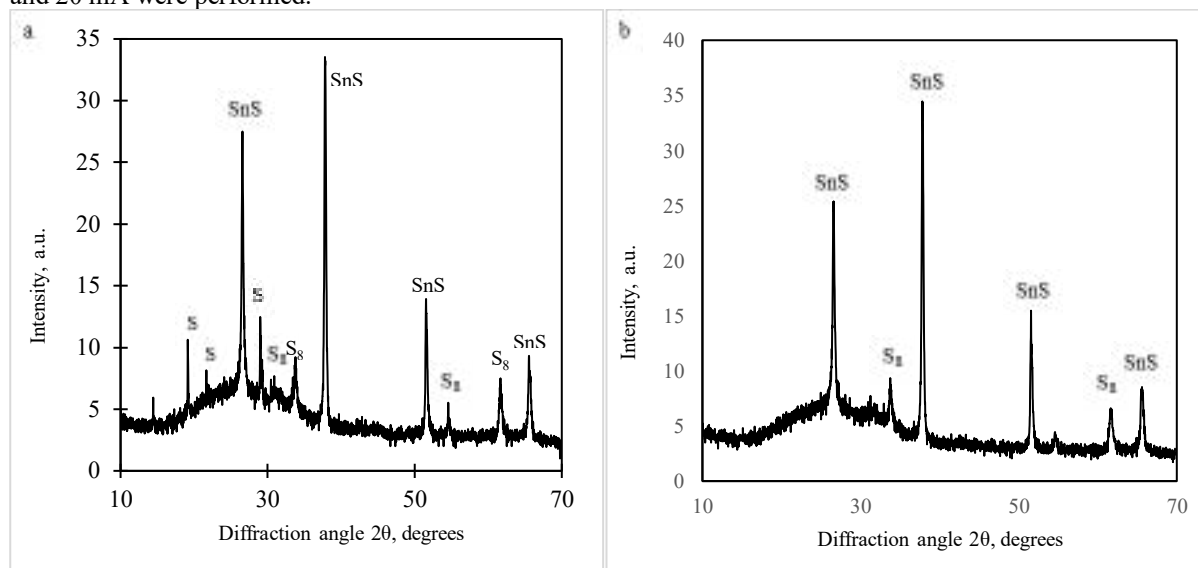 and 20 mA were performed.
a
35
30
25
20
15
10
5
0
10
30
50
70
Intensity, a.u.
Diffraction angle 2θ, degrees
S
S
SnS
S
S₈
S₈
SnS
SnS
S₈
S₈
SnS
b
40
35
30
25
20
15
10
5
0
10
30
50
70
Intensity, a.u.
Diffraction angle 2θ, degrees
SnS
S₈
SnS
SnS
S₈
SnS